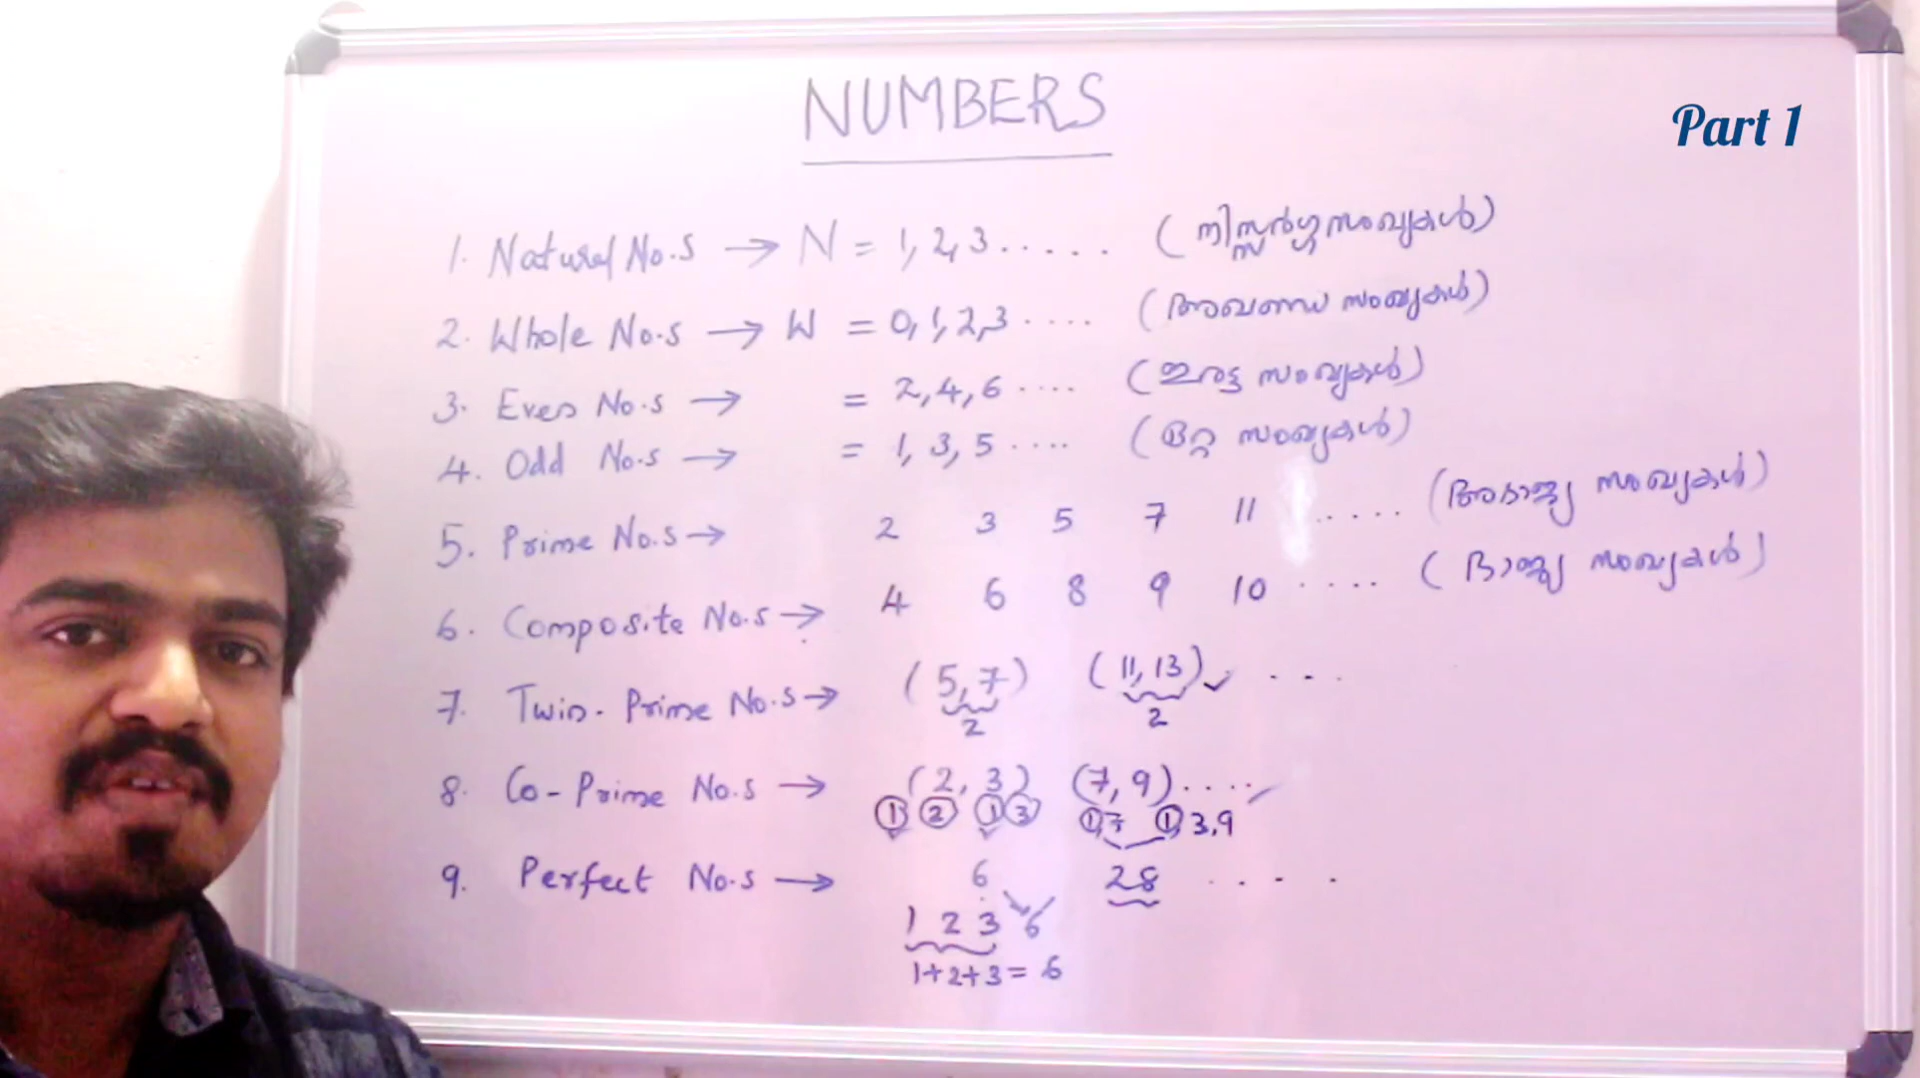 NUMBERS
Part 1
1. Natural No.s → N = 1, 2, 3 ..... (നിസ്സർഗ്ഗസംഖ്യകൾ)
2. Whole No.s → W = 0, 1, 2, 3 .... (അഖണ്ഡ സംഖ്യകൾ)
3. Even No.s → = 2, 4, 6 .... (ഇരട്ട സംഖ്യകൾ)
4. Odd No.s → = 1, 3, 5 .... (ഒറ്റ സംഖ്യകൾ)
5. Prime No.s → 2 3 5 7 11 ..... (അഭാജ്യ സംഖ്യകൾ)
6. Composite No.s → 4 6 8 9 10 .... (ഭാജ്യ സംഖ്യകൾ)
7. Twin-Prime No.s → (5, 7) (11, 13) ✓ ...
2 2
8. Co-Prime No.s → (2, 3) (7, 9) ....
1 2 1 3 1, 7 1, 3, 9
9. Perfect No.s → 6 28 ....
1 2 3 6
1+2+3 = 6